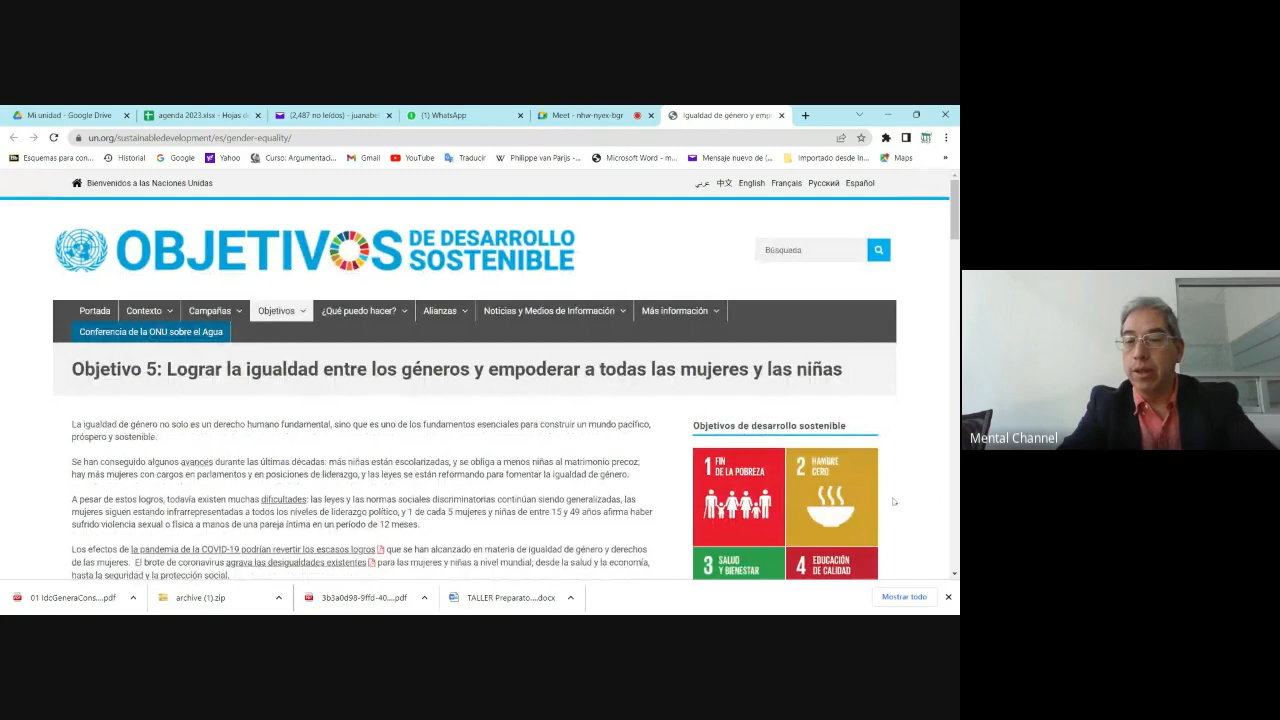 Mi unidad - Google Drive
agenda 2023.xlsx - Hojas d
(2,487 no leídos) - juanabe
(1) WhatsApp
Meet - nhw-nyex-bgr
Igualdad de género y emp
un.org/sustainabledevelopment/es/gender-equality/
Esquemas para con...
Historial
Google
Yahoo
Curso: Argumentaci...
Gmail
YouTube
Traducir
Philippe van Parijs -...
Microsoft Word - m...
Mensaje nuevo de (...
Importado desde In...
Maps
Bienvenidos a las Naciones Unidas
عربي 中文 English Français Русский Español
OBJETIVOS DE DESARROLLO SOSTENIBLE
Búsqueda
Portada Contexto Campañas Objetivos ¿Qué puedo hacer? Alianzas Noticias y Medios de Información Más información
Conferencia de la ONU sobre el Agua
Objetivo 5: Lograr la igualdad entre los géneros y empoderar a todas las mujeres y las niñas
La igualdad de género no solo es un derecho humano fundamental, sino que es uno de los fundamentos esenciales para construir un mundo pacífico,
próspero y sostenible.
Se han conseguido algunos avances durante las últimas décadas: más niñas están escolarizadas, y se obliga a menos niñas al matrimonio precoz;
hay más mujeres con cargos en parlamentos y en posiciones de liderazgo, y las leyes se están reformando para fomentar la igualdad de género.
A pesar de estos logros, todavía existen muchas dificultades: las leyes y las normas sociales discriminatorias continúan siendo generalizadas, las
mujeres siguen estando infrarrepresentadas a todos los niveles de liderazgo político, y 1 de cada 5 mujeres y niñas de entre 15 y 49 años afirma haber
sufrido violencia sexual o física a manos de una pareja íntima en un período de 12 meses.
Los efectos de la pandemia de la COVID-19 podrían revertir los escasos logros que se han alcanzado en materia de igualdad de género y derechos
de las mujeres. El brote de coronavirus agrava las desigualdades existentes para las mujeres y niñas a nivel mundial; desde la salud y la economía,
hasta la seguridad y la protección social.
Objetivos de desarrollo sostenible
1 FIN
DE LA POBREZA
2 HAMBRE
CERO
3 SALUD
Y BIENESTAR
4 EDUCACIÓN
DE CALIDAD
Mental Channel
01 IdcGeneraCons....pdf
archive (1).zip
3b3a0d98-9ffd-40....pdf
TALLER Preparato....docx
Mostrar todo